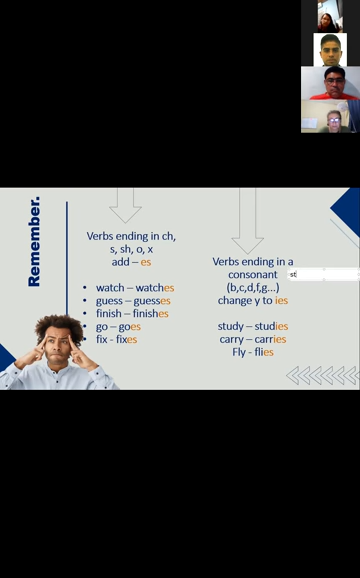 Remember.
Verbs ending in ch,
s, sh, o, x
add – es
• watch – watches
• guess – guesses
• finish – finishes
• go – goes
• fix - fixes
Verbs ending in a
consonant
(b,c,d,f,g...)
change y to ies
study – studies
carry – carries
Fly - flies
st